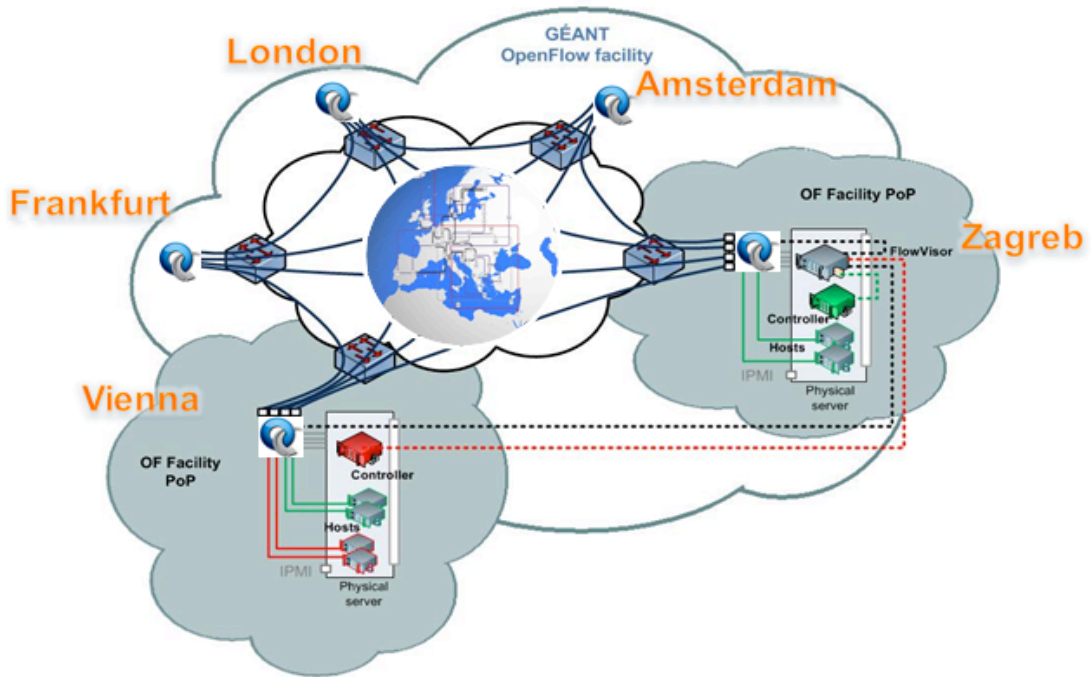 GÉANT
OpenFlow facility
London
Amsterdam
Frankfurt
OF Facility PoP
Zagreb
FlowVisor
Controller
Hosts
IPMI
Physical
server
Vienna
OF Facility
PoP
Controller
Hosts
IPMI
Physical
server